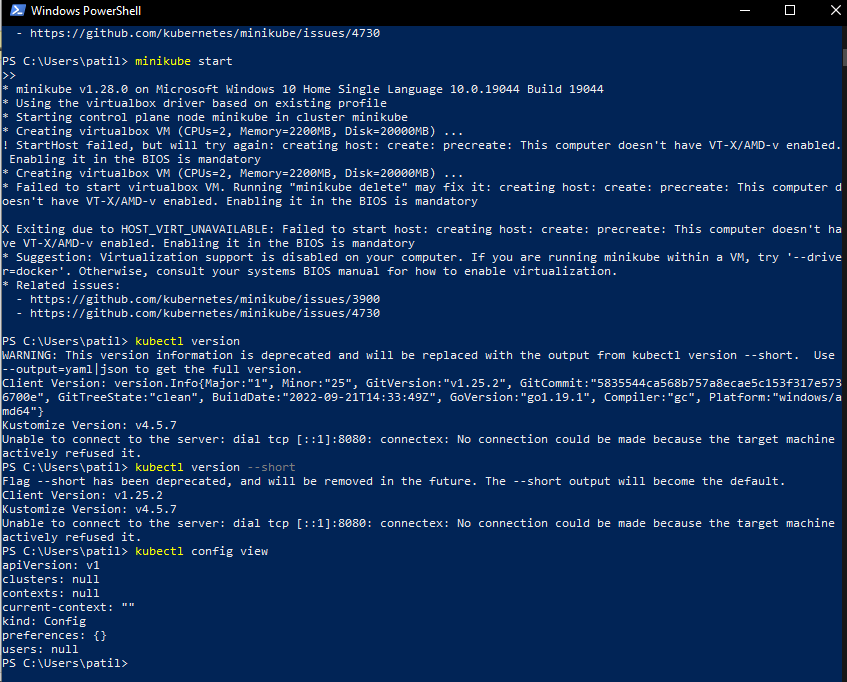 Windows PowerShell
  - https://github.com/kubernetes/minikube/issues/4730
PS C:\Users\patil> minikube start
>>
* minikube v1.28.0 on Microsoft Windows 10 Home Single Language 10.0.19044 Build 19044
* Using the virtualbox driver based on existing profile
* Starting control plane node minikube in cluster minikube
* Creating virtualbox VM (CPUs=2, Memory=2200MB, Disk=20000MB) ...
! StartHost failed, but will try again: creating host: create: precreate: This computer doesn't have VT-X/AMD-v enabled.
 Enabling it in the BIOS is mandatory
* Creating virtualbox VM (CPUs=2, Memory=2200MB, Disk=20000MB) ...
* Failed to start virtualbox VM. Running "minikube delete" may fix it: creating host: create: precreate: This computer d
oesn't have VT-X/AMD-v enabled. Enabling it in the BIOS is mandatory
X Exiting due to HOST_VIRT_UNAVAILABLE: Failed to start host: creating host: create: precreate: This computer doesn't ha
ve VT-X/AMD-v enabled. Enabling it in the BIOS is mandatory
* Suggestion: Virtualization support is disabled on your computer. If you are running minikube within a VM, try '--drive
r=docker'. Otherwise, consult your systems BIOS manual for how to enable virtualization.
* Related issues:
  - https://github.com/kubernetes/minikube/issues/3900
  - https://github.com/kubernetes/minikube/issues/4730
PS C:\Users\patil> kubectl version
WARNING: This version information is deprecated and will be replaced with the output from kubectl version --short.  Use
--output=yaml|json to get the full version.
Client Version: version.Info{Major:"1", Minor:"25", GitVersion:"v1.25.2", GitCommit:"5835544ca568b757a8ecae5c153f317e573
6700e", GitTreeState:"clean", BuildDate:"2022-09-21T14:33:49Z", GoVersion:"go1.19.1", Compiler:"gc", Platform:"windows/a
md64"}
Kustomize Version: v4.5.7
Unable to connect to the server: dial tcp [::1]:8080: connectex: No connection could be made because the target machine
actively refused it.
PS C:\Users\patil> kubectl version --short
Flag --short has been deprecated, and will be removed in the future. The --short output will become the default.
Client Version: v1.25.2
Kustomize Version: v4.5.7
Unable to connect to the server: dial tcp [::1]:8080: connectex: No connection could be made because the target machine
actively refused it.
PS C:\Users\patil> kubectl config view
apiVersion: v1
clusters: null
contexts: null
current-context: ""
kind: Config
preferences: {}
users: null
PS C:\Users\patil>